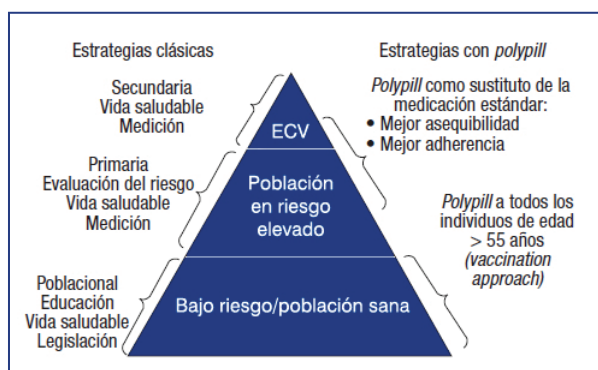 Estrategias clásicas
Estrategias con polypill
Secundaria
Vida saludable
Medición
Primaria
Evaluación del riesgo
Vida saludable
Medición
Poblacional
Educación
Vida saludable
Legislación
ECV
Población
en riesgo
elevado
Bajo riesgo/población sana
Polypill como sustituto de la
medicación estándar:
• Mejor asequibilidad
• Mejor adherencia
Polypill a todos los
individuos de edad
> 55 años
(vaccination
approach)